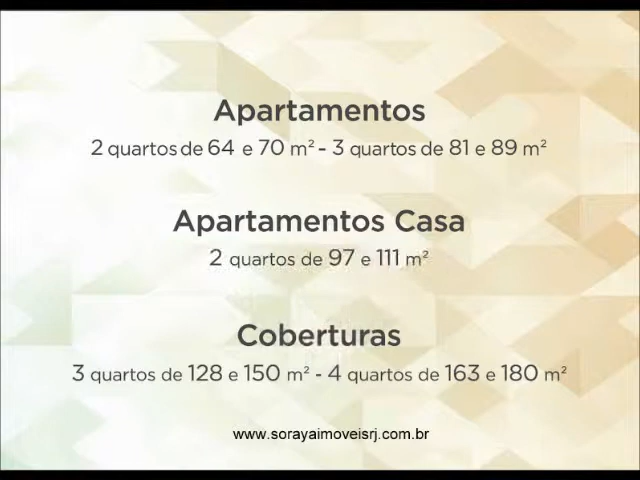 Apartamentos
2 quartos de 64 e 70 m² - 3 quartos de 81 e 89 m²
Apartamentos Casa
2 quartos de 97 e 111 m²
Coberturas
3 quartos de 128 e 150 m² - 4 quartos de 163 e 180 m²
www.sorayaimoveisrj.com.br